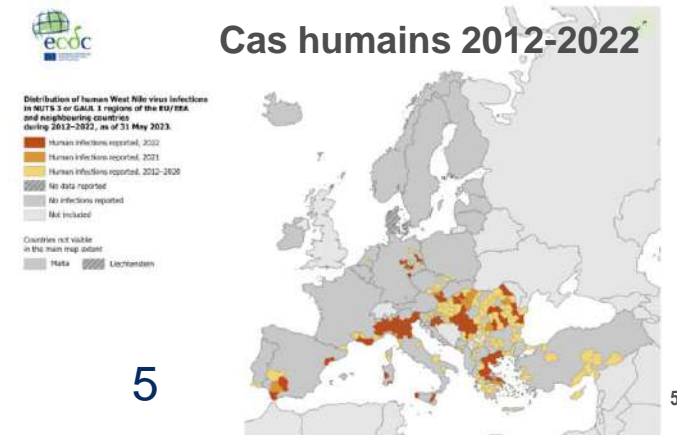 ecdc
Cas humains 2012-2022
Distribution of human West Nile virus infections
in NUTS 3 or GAUL 1 regions of the EU/EEA
and neighbouring countries
during 2012–2022, as of 31 May 2023.
Human infections reported, 2022
Human infections reported, 2021
Human infections reported, 2012–2020
No data reported
No infections reported
Not included
Countries not visible
in the main map extent
Malta Liechtenstein
5
5